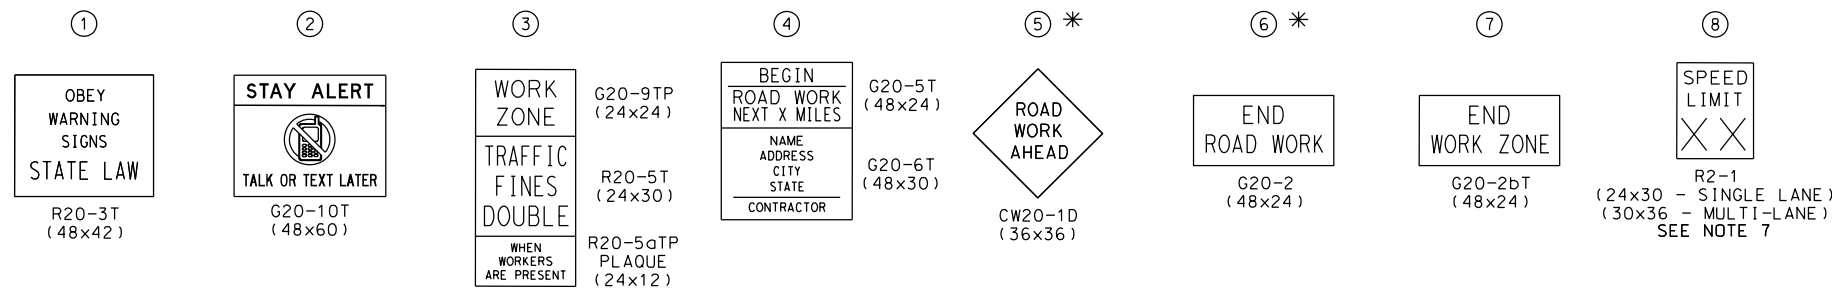 1
OBEY
WARNING
SIGNS
STATE LAW
R20-3T
(48x42)
2
STAY ALERT
TALK OR TEXT LATER
G20-10T
(48x60)
3
WORK
ZONE
G20-9TP
(24x24)
TRAFFIC
FINES
DOUBLE
R20-5T
(24x30)
WHEN
WORKERS
ARE PRESENT
R20-5aTP
PLAQUE
(24x12)
4
BEGIN
ROAD WORK
NEXT X MILES
G20-5T
(48x24)
NAME
ADDRESS
CITY
STATE
CONTRACTOR
G20-6T
(48x30)
5 *
ROAD
WORK
AHEAD
CW20-1D
(36x36)
6 *
END
ROAD WORK
G20-2
(48x24)
7
END
WORK ZONE
G20-2bT
(48x24)
8
SPEED
LIMIT
X X
R2-1
(24x30 - SINGLE LANE)
(30x36 - MULTI-LANE)
SEE NOTE 7